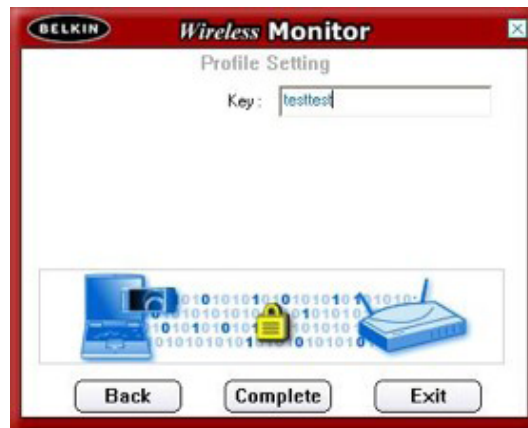 BELKIN Wireless Monitor
Profile Setting
Key: testtest
Back Complete Exit